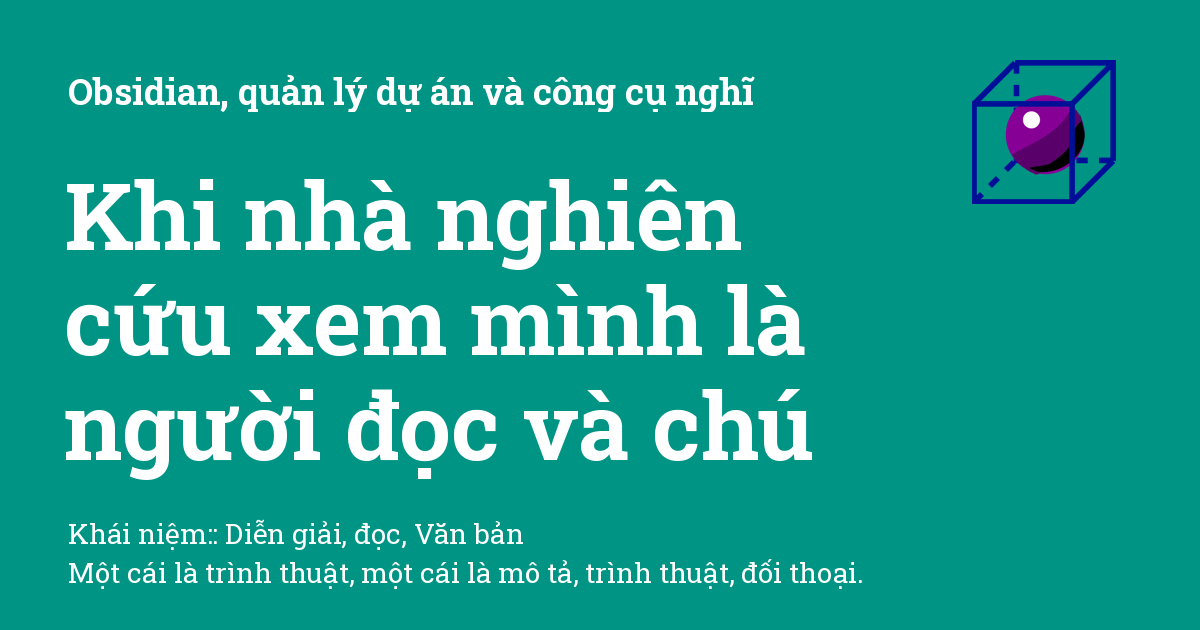 Obsidian, quản lý dự án và công cụ nghĩ
Khi nhà nghiên
cứu xem mình là
người đọc và chú
Khái niệm:: Diễn giải, đọc, Văn bản
Một cái là trình thuật, một cái là mô tả, trình thuật, đối thoại.